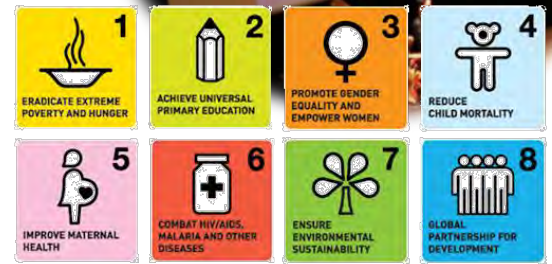 1
ERADICATE EXTREME
POVERTY AND HUNGER
2
ACHIEVE UNIVERSAL
PRIMARY EDUCATION
3
PROMOTE GENDER
EQUALITY AND
EMPOWER WOMEN
4
REDUCE
CHILD MORTALITY
5
IMPROVE MATERNAL
HEALTH
6
COMBAT HIV/AIDS,
MALARIA AND OTHER
DISEASES
7
ENSURE
ENVIRONMENTAL
SUSTAINABILITY
8
GLOBAL
PARTNERSHIP FOR
DEVELOPMENT